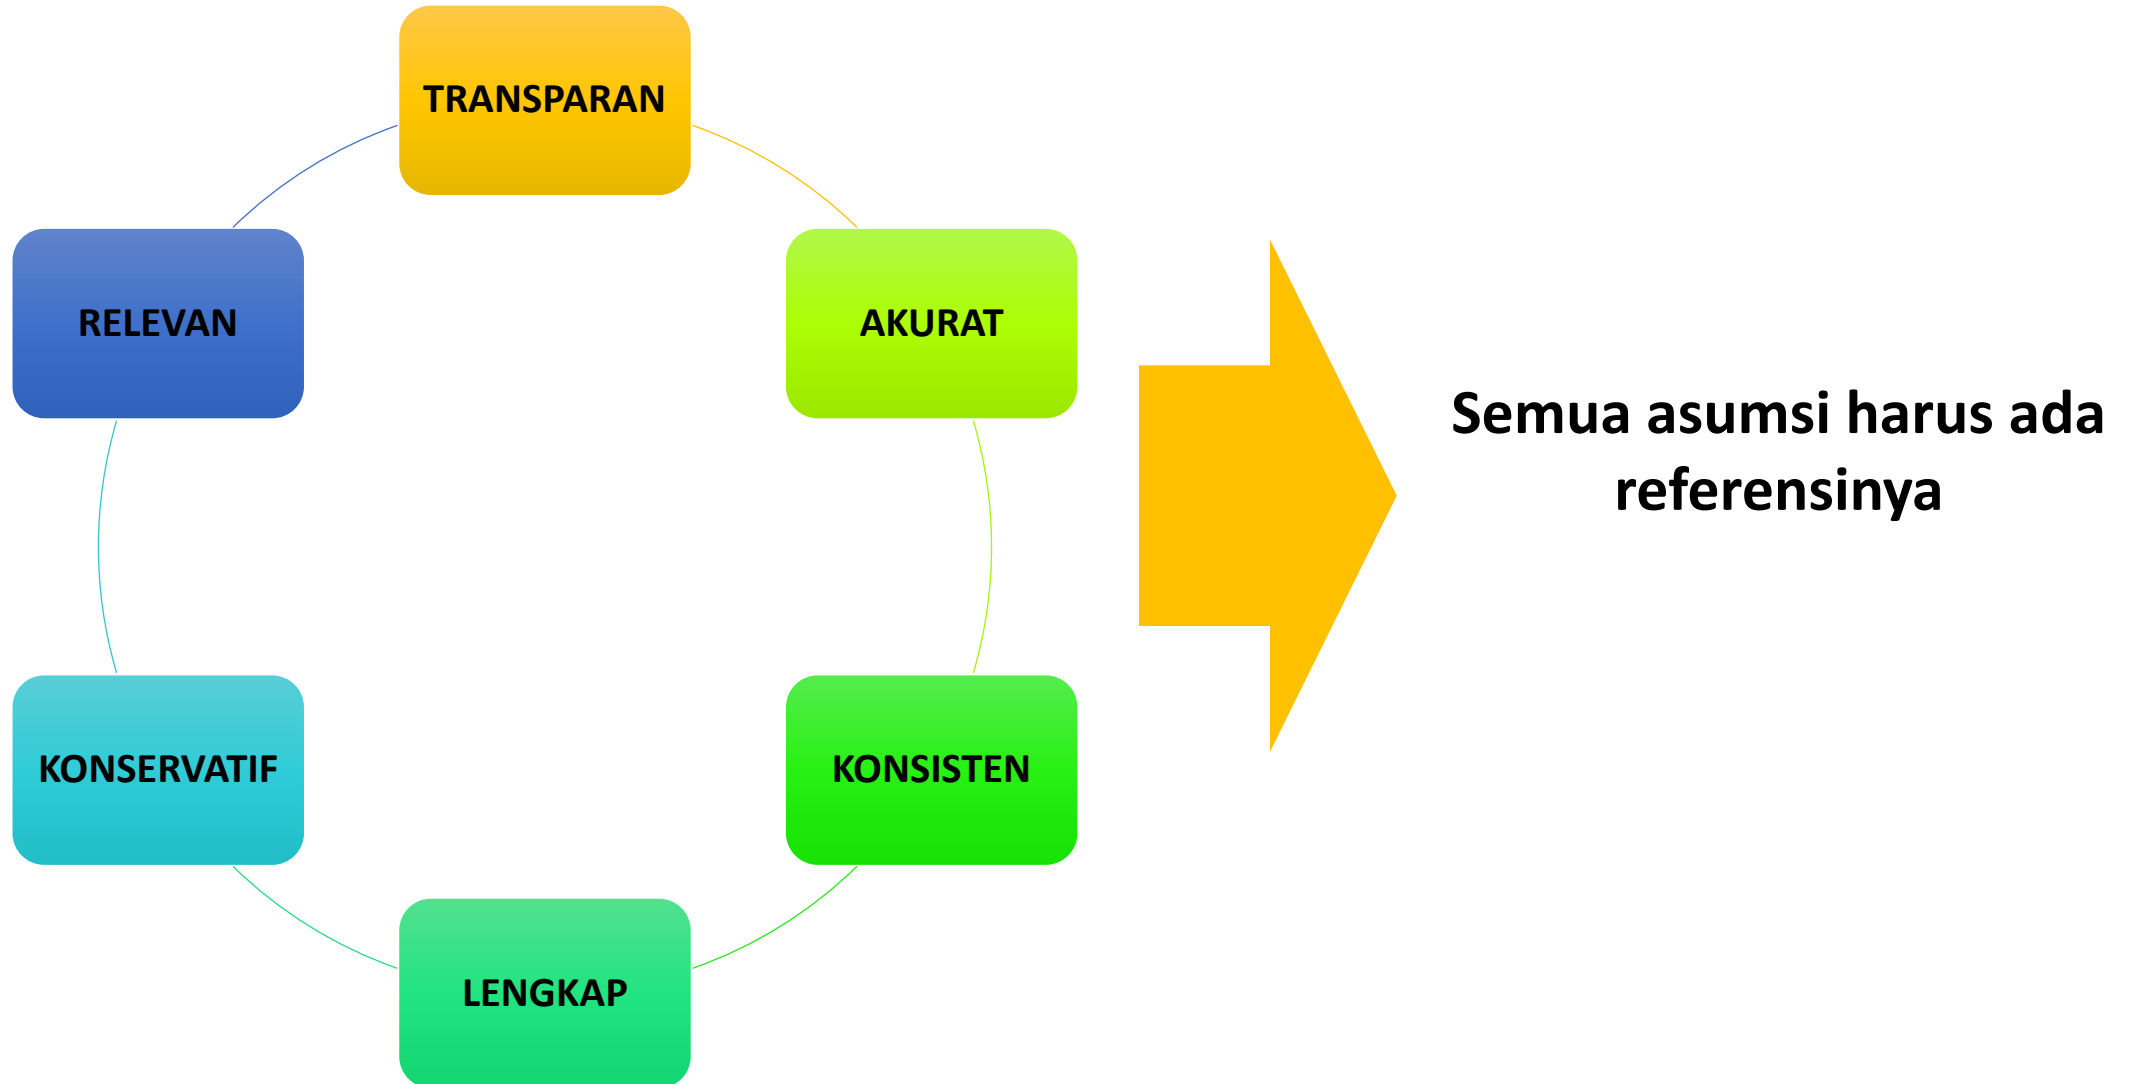 TRANSPARAN
AKURAT
KONSISTEN
LENGKAP
KONSERVATIF
RELEVAN
Semua asumsi harus ada
referensinya